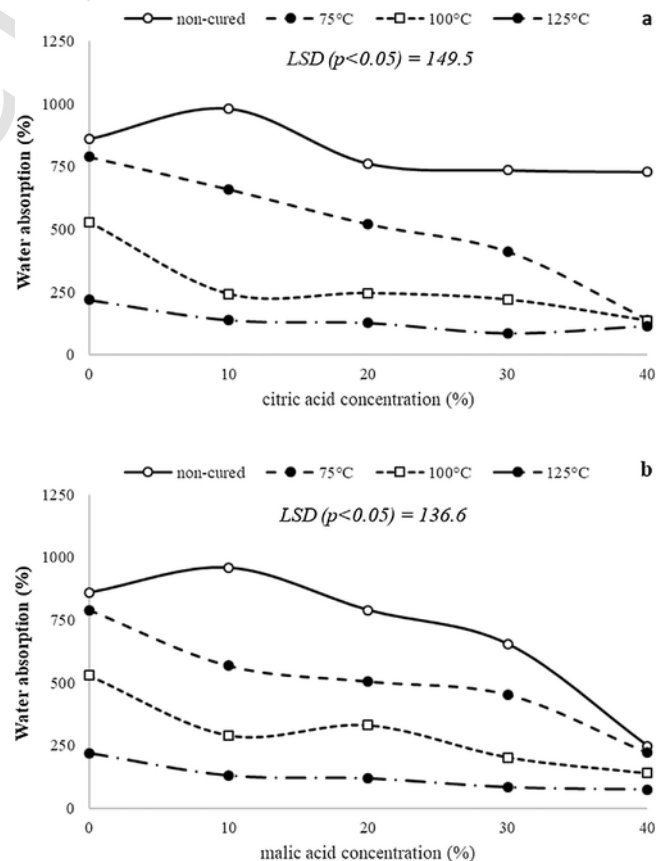 non-cured 75°C 100°C 125°C a
LSD (p<0.05) = 149.5
Water absorption (%)
1250
1000
750
500
250
0
0 10 20 30 40
citric acid concentration (%)
non-cured 75°C 100°C 125°C b
LSD (p<0.05) = 136.6
Water absorption (%)
1250
1000
750
500
250
0
0 10 20 30 40
malic acid concentration (%)